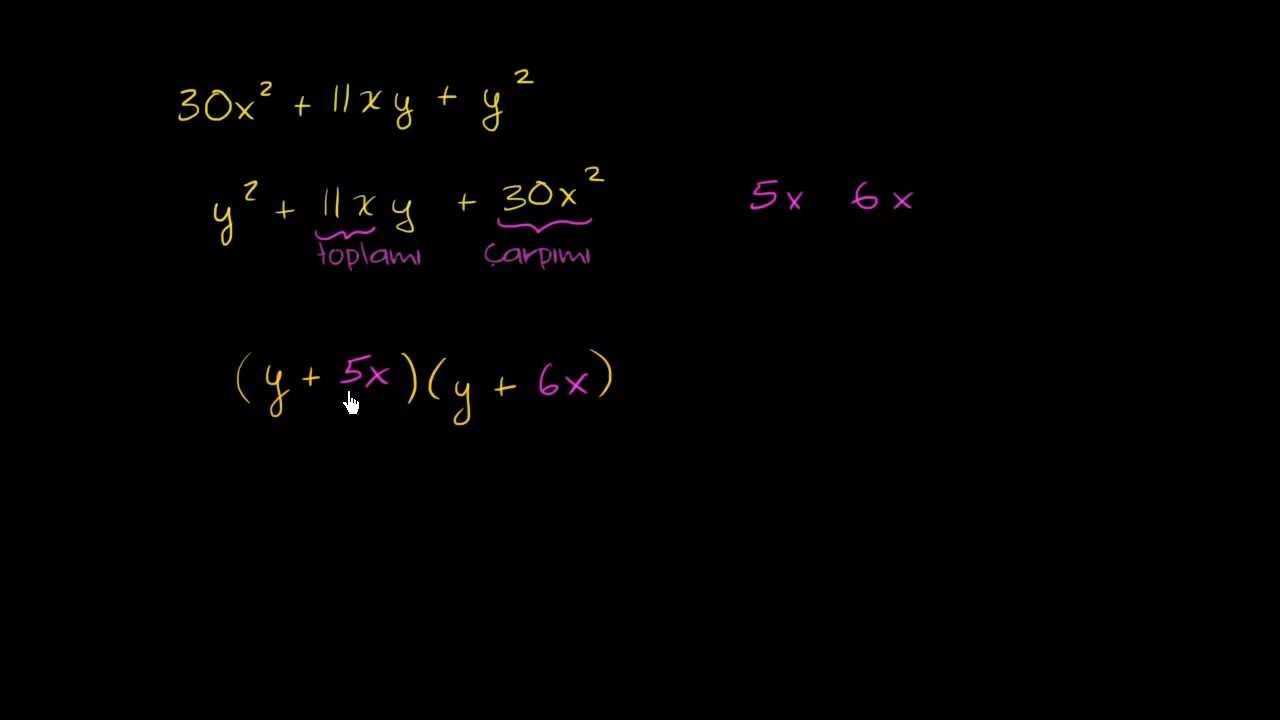 30x² + 11xy + y²
y² + 11xy + 30x² 5x 6x
toplamı çarpımı
(y + 5x)(y + 6x)